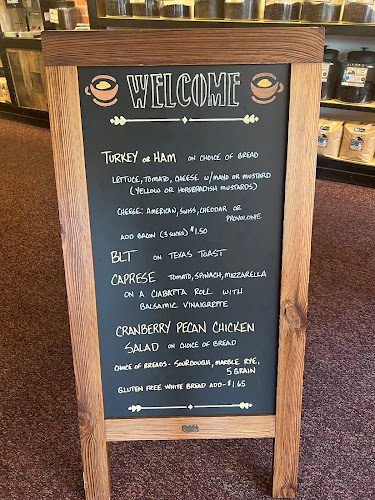 WELCOME
TURKEY OR HAM ON CHOICE OF BREAD
LETTUCE, TOMATO, CHEESE W/MAYO OR MUSTARD
(YELLOW OR HORSERADISH MUSTARDS)
CHEESE: AMERICAN, SWISS, CHEDDAR OR
PROVOLONE
ADD BACON (3 SLICES) $1.50
BLT ON TEXAS TOAST
CAPRESE TOMATO, SPINACH, MOZZARELLA
ON A CIABATTA ROLL WITH
BALSAMIC VINAIGRETTE
CRANBERRY PECAN CHICKEN
SALAD ON CHOICE OF BREAD
CHOICE OF BREADS - SOURDOUGH, MARBLE RYE,
5 GRAIN
GLUTEN FREE WHITE BREAD ADD - $1.65